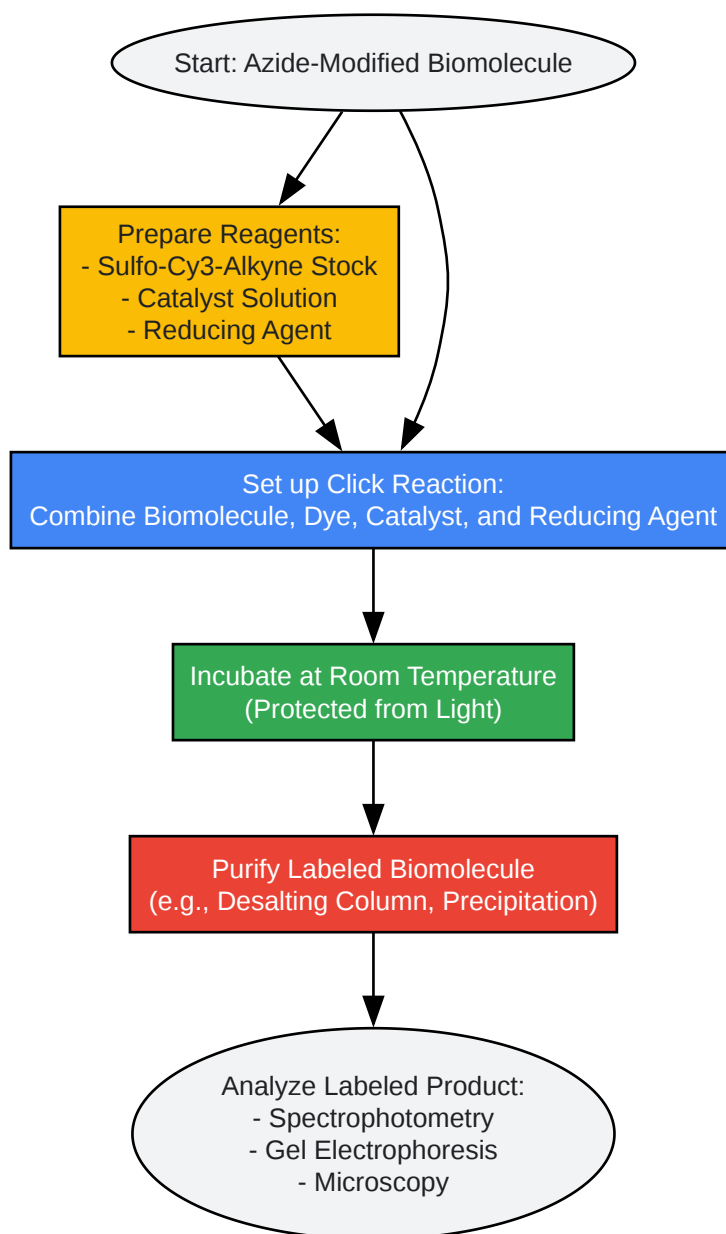 Start: Azide-Modified Biomolecule
Prepare Reagents:
- Sulfo-Cy3-Alkyne Stock
- Catalyst Solution
- Reducing Agent
Set up Click Reaction:
Combine Biomolecule, Dye, Catalyst, and Reducing Agent
Incubate at Room Temperature
(Protected from Light)
Purify Labeled Biomolecule
(e.g., Desalting Column, Precipitation)
Analyze Labeled Product:
- Spectrophotometry
- Gel Electrophoresis
- Microscopy